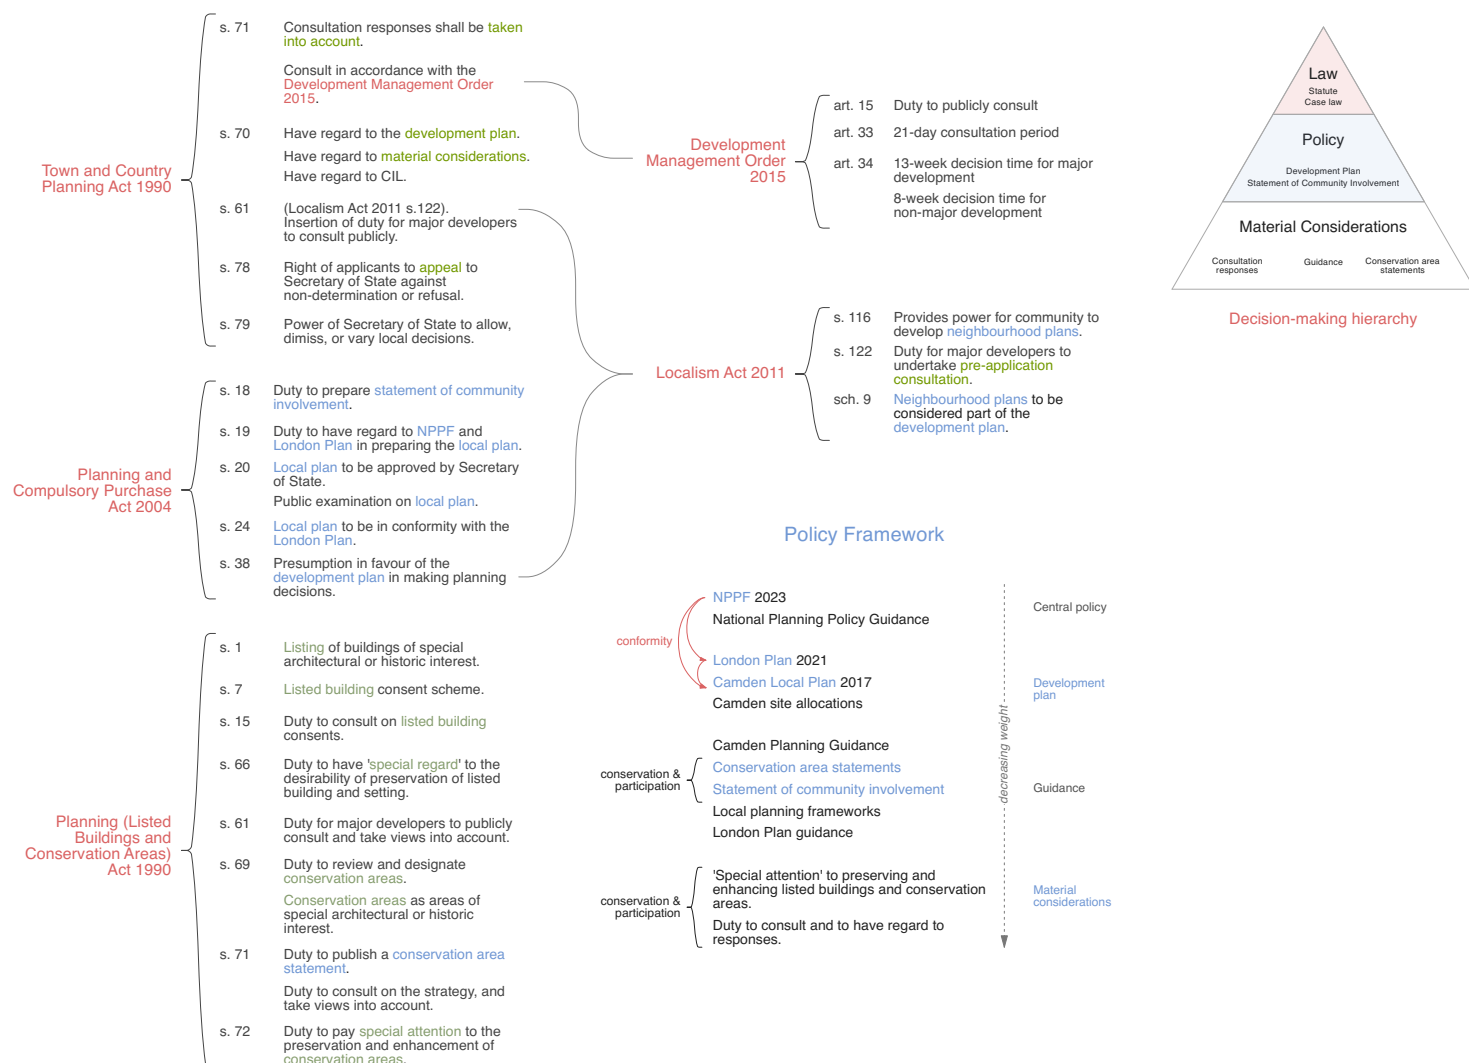 Town and Country
Planning Act 1990
s. 71 Consultation responses shall be taken
into account.
Consult in accordance with the
Development Management Order
2015.
s. 70 Have regard to the development plan.
Have regard to material considerations.
Have regard to CIL.
s. 61 (Localism Act 2011 s.122).
Insertion of duty for major developers
to consult publicly.
s. 78 Right of applicants to appeal to
Secretary of State against
non-determination or refusal.
s. 79 Power of Secretary of State to allow,
dimiss, or vary local decisions.
Planning and
Compulsory Purchase
Act 2004
s. 18 Duty to prepare statement of community
involvement.
s. 19 Duty to have regard to NPPF and
London Plan in preparing the local plan.
s. 20 Local plan to be approved by Secretary
of State.
Public examination on local plan.
s. 24 Local plan to be in conformity with the
London Plan.
s. 38 Presumption in favour of the
development plan in making planning
decisions.
Planning (Listed
Buildings and
Conservation Areas)
Act 1990
s. 1 Listing of buildings of special
architectural or historic interest.
s. 7 Listed building consent scheme.
s. 15 Duty to consult on listed building
consents.
s. 66 Duty to have 'special regard' to the
desirability of preservation of listed
building and setting.
s. 61 Duty for major developers to publicly
consult and take views into account.
s. 69 Duty to review and designate
conservation areas.
Conservation areas as areas of
special architectural or historic
interest.
s. 71 Duty to publish a conservation area
statement.
Duty to consult on the strategy, and
take views into account.
s. 72 Duty to pay special attention to the
preservation and enhancement of
conservation areas.
Development
Management Order
2015
art. 15 Duty to publicly consult
art. 33 21-day consultation period
art. 34 13-week decision time for major
development
8-week decision time for
non-major development
Localism Act 2011
s. 116 Provides power for community to
develop neighbourhood plans.
s. 122 Duty for major developers to
undertake pre-application
consultation.
sch. 9 Neighbourhood plans to be
considered part of the
development plan.
Law
Statute
Case law
Policy
Development Plan
Statement of Community Involvement
Material Considerations
Consultation
responses
Guidance
Conservation area
statements
Decision-making hierarchy
Policy Framework
conformity
NPPF 2023
National Planning Policy Guidance
London Plan 2021
Camden Local Plan 2017
Camden site allocations
Camden Planning Guidance
conservation &
participation
Conservation area statements
Statement of community involvement
Local planning frameworks
London Plan guidance
conservation &
participation
'Special attention' to preserving and
enhancing listed buildings and conservation
areas.
Duty to consult and to have regard to
responses.
decreasing weight
Central policy
Development
plan
Guidance
Material
considerations